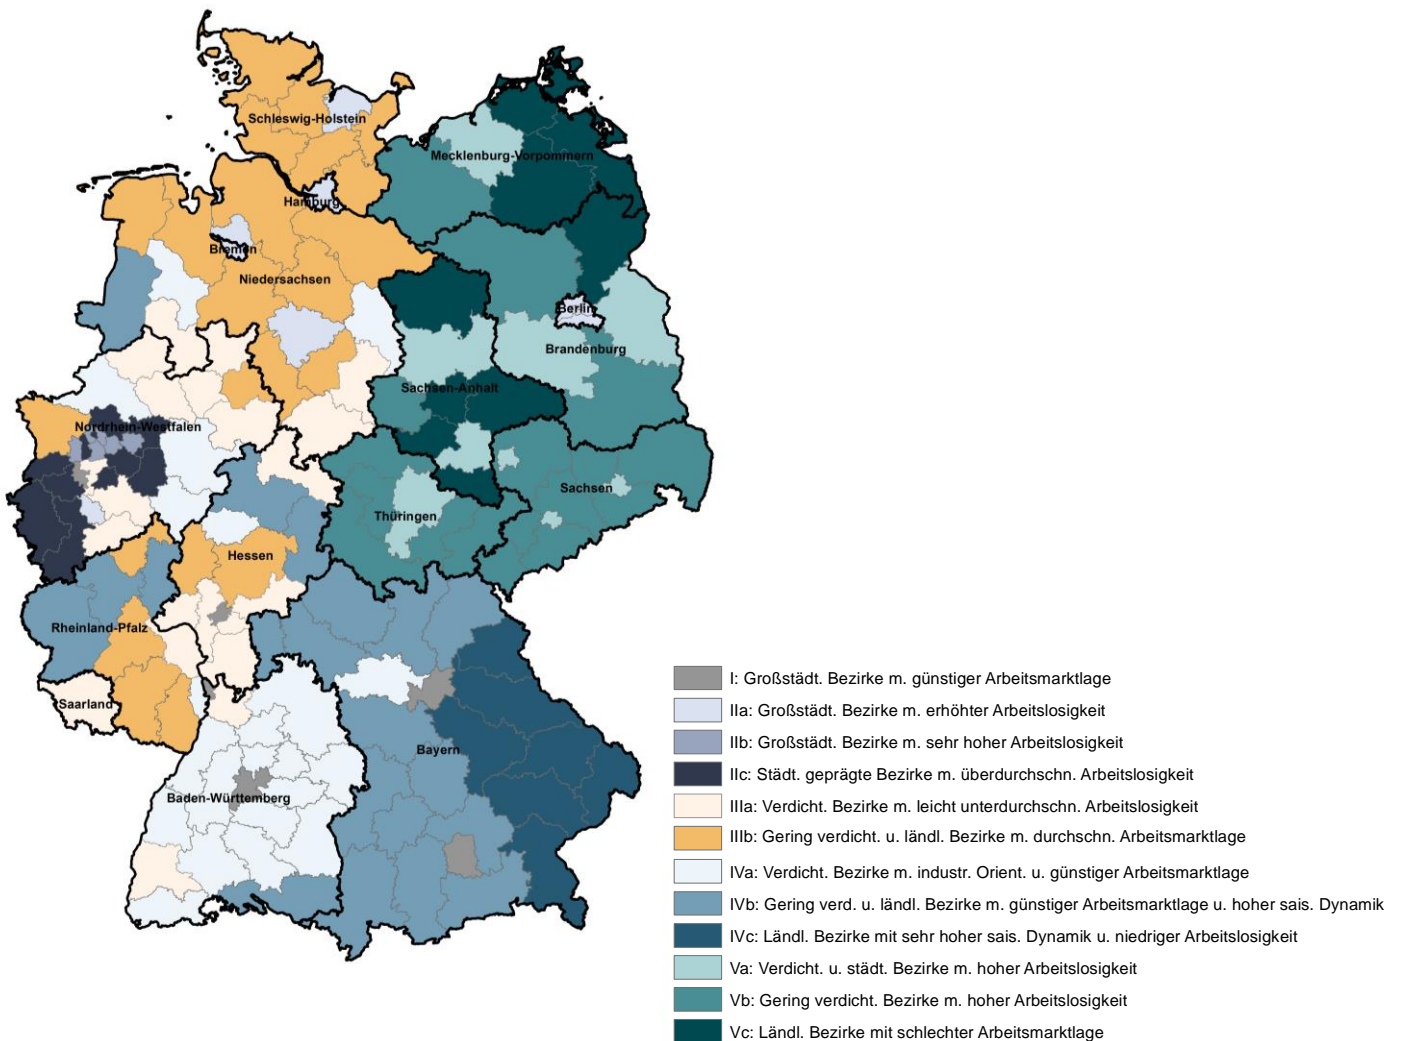 Schleswig-Holstein
Mecklenburg-Vorpommern
Hamburg
Bremen
Niedersachsen
Berlin
Brandenburg
Sachsen-Anhalt
Nordrhein-Westfalen
Sachsen
Thüringen
Hessen
Rheinland-Pfalz
Saarland
Bayern
Baden-Württemberg
I: Großstädt. Bezirke m. günstiger Arbeitsmarktlage
IIa: Großstädt. Bezirke m. erhöhter Arbeitslosigkeit
IIb: Großstädt. Bezirke m. sehr hoher Arbeitslosigkeit
IIc: Städt. geprägte Bezirke m. überdurchschn. Arbeitslosigkeit
IIIa: Verdicht. Bezirke m. leicht unterdurchschn. Arbeitslosigkeit
IIIb: Gering verdicht. u. ländl. Bezirke m. durchschn. Arbeitsmarktlage
IVa: Verdicht. Bezirke m. industr. Orient. u. günstiger Arbeitsmarktlage
IVb: Gering verd. u. ländl. Bezirke m. günstiger Arbeitsmarktlage u. hoher sais. Dynamik
IVc: Ländl. Bezirke mit sehr hoher sais. Dynamik u. niedriger Arbeitslosigkeit
Va: Verdicht. u. städt. Bezirke m. hoher Arbeitslosigkeit
Vb: Gering verdicht. Bezirke m. hoher Arbeitslosigkeit
Vc: Ländl. Bezirke mit schlechter Arbeitsmarktlage